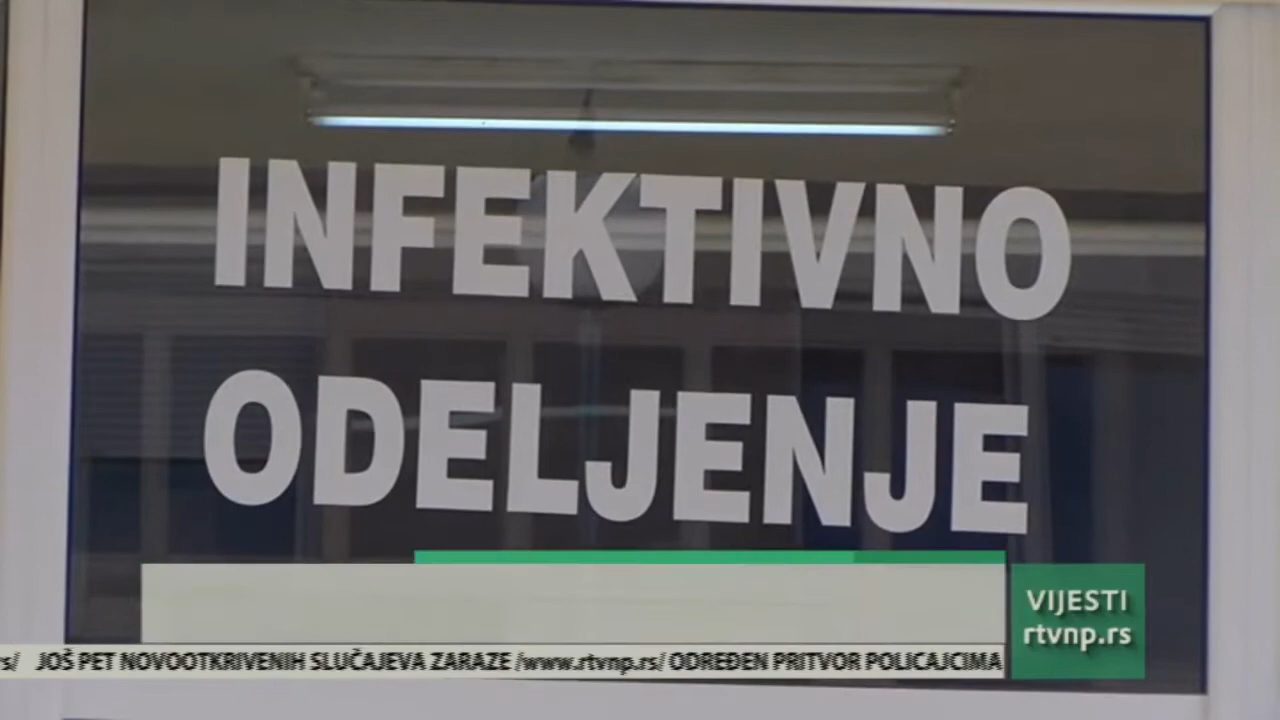 INFEKTIVNO
ODELJENJE
VIJESTI
rtvnp.rs
JOŠ PET NOVOOTKRIVENIH SLUČAJEVA ZARAZE /www.rtvnp.rs/ ODREĐEN PRITVOR POLICAJCIMA